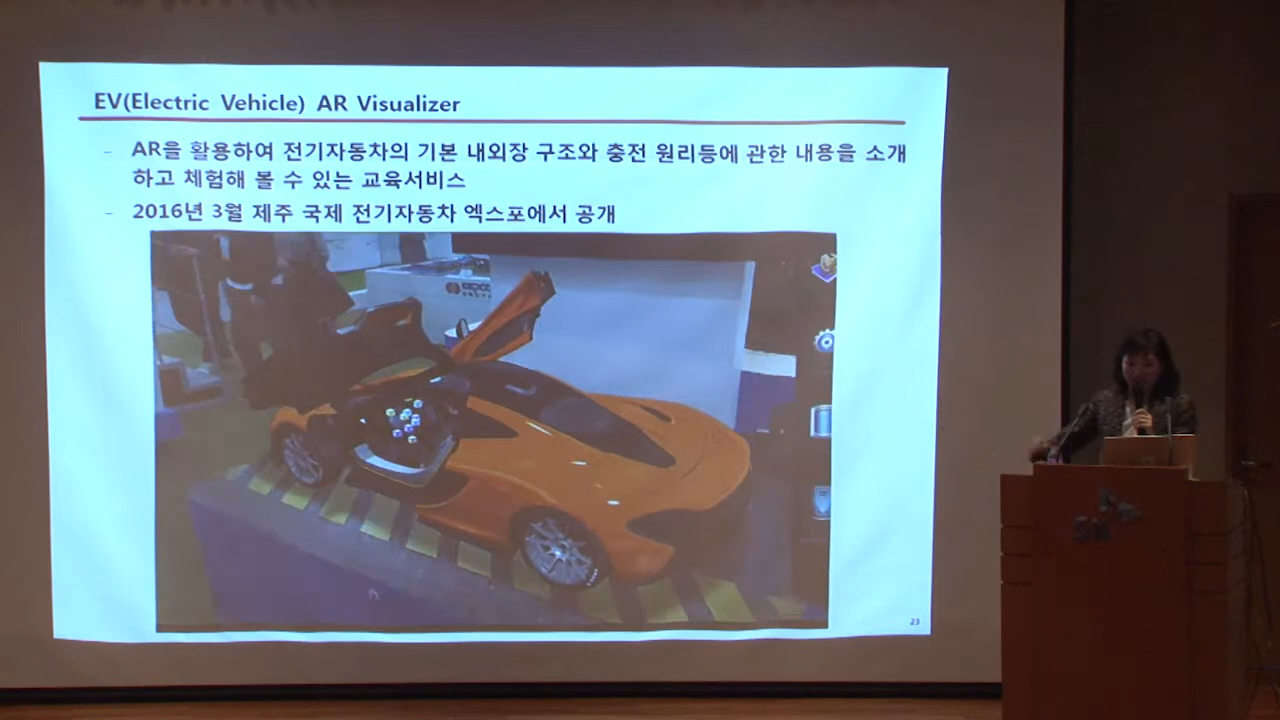 EV(Electric Vehicle) AR Visualizer
- AR을 활용하여 전기자동차의 기본 내외장 구조와 충전 원리등에 관한 내용을 소개
하고 체험해 볼 수 있는 교육서비스
- 2016년 3월 제주 국제 전기자동차 엑스포에서 공개
23